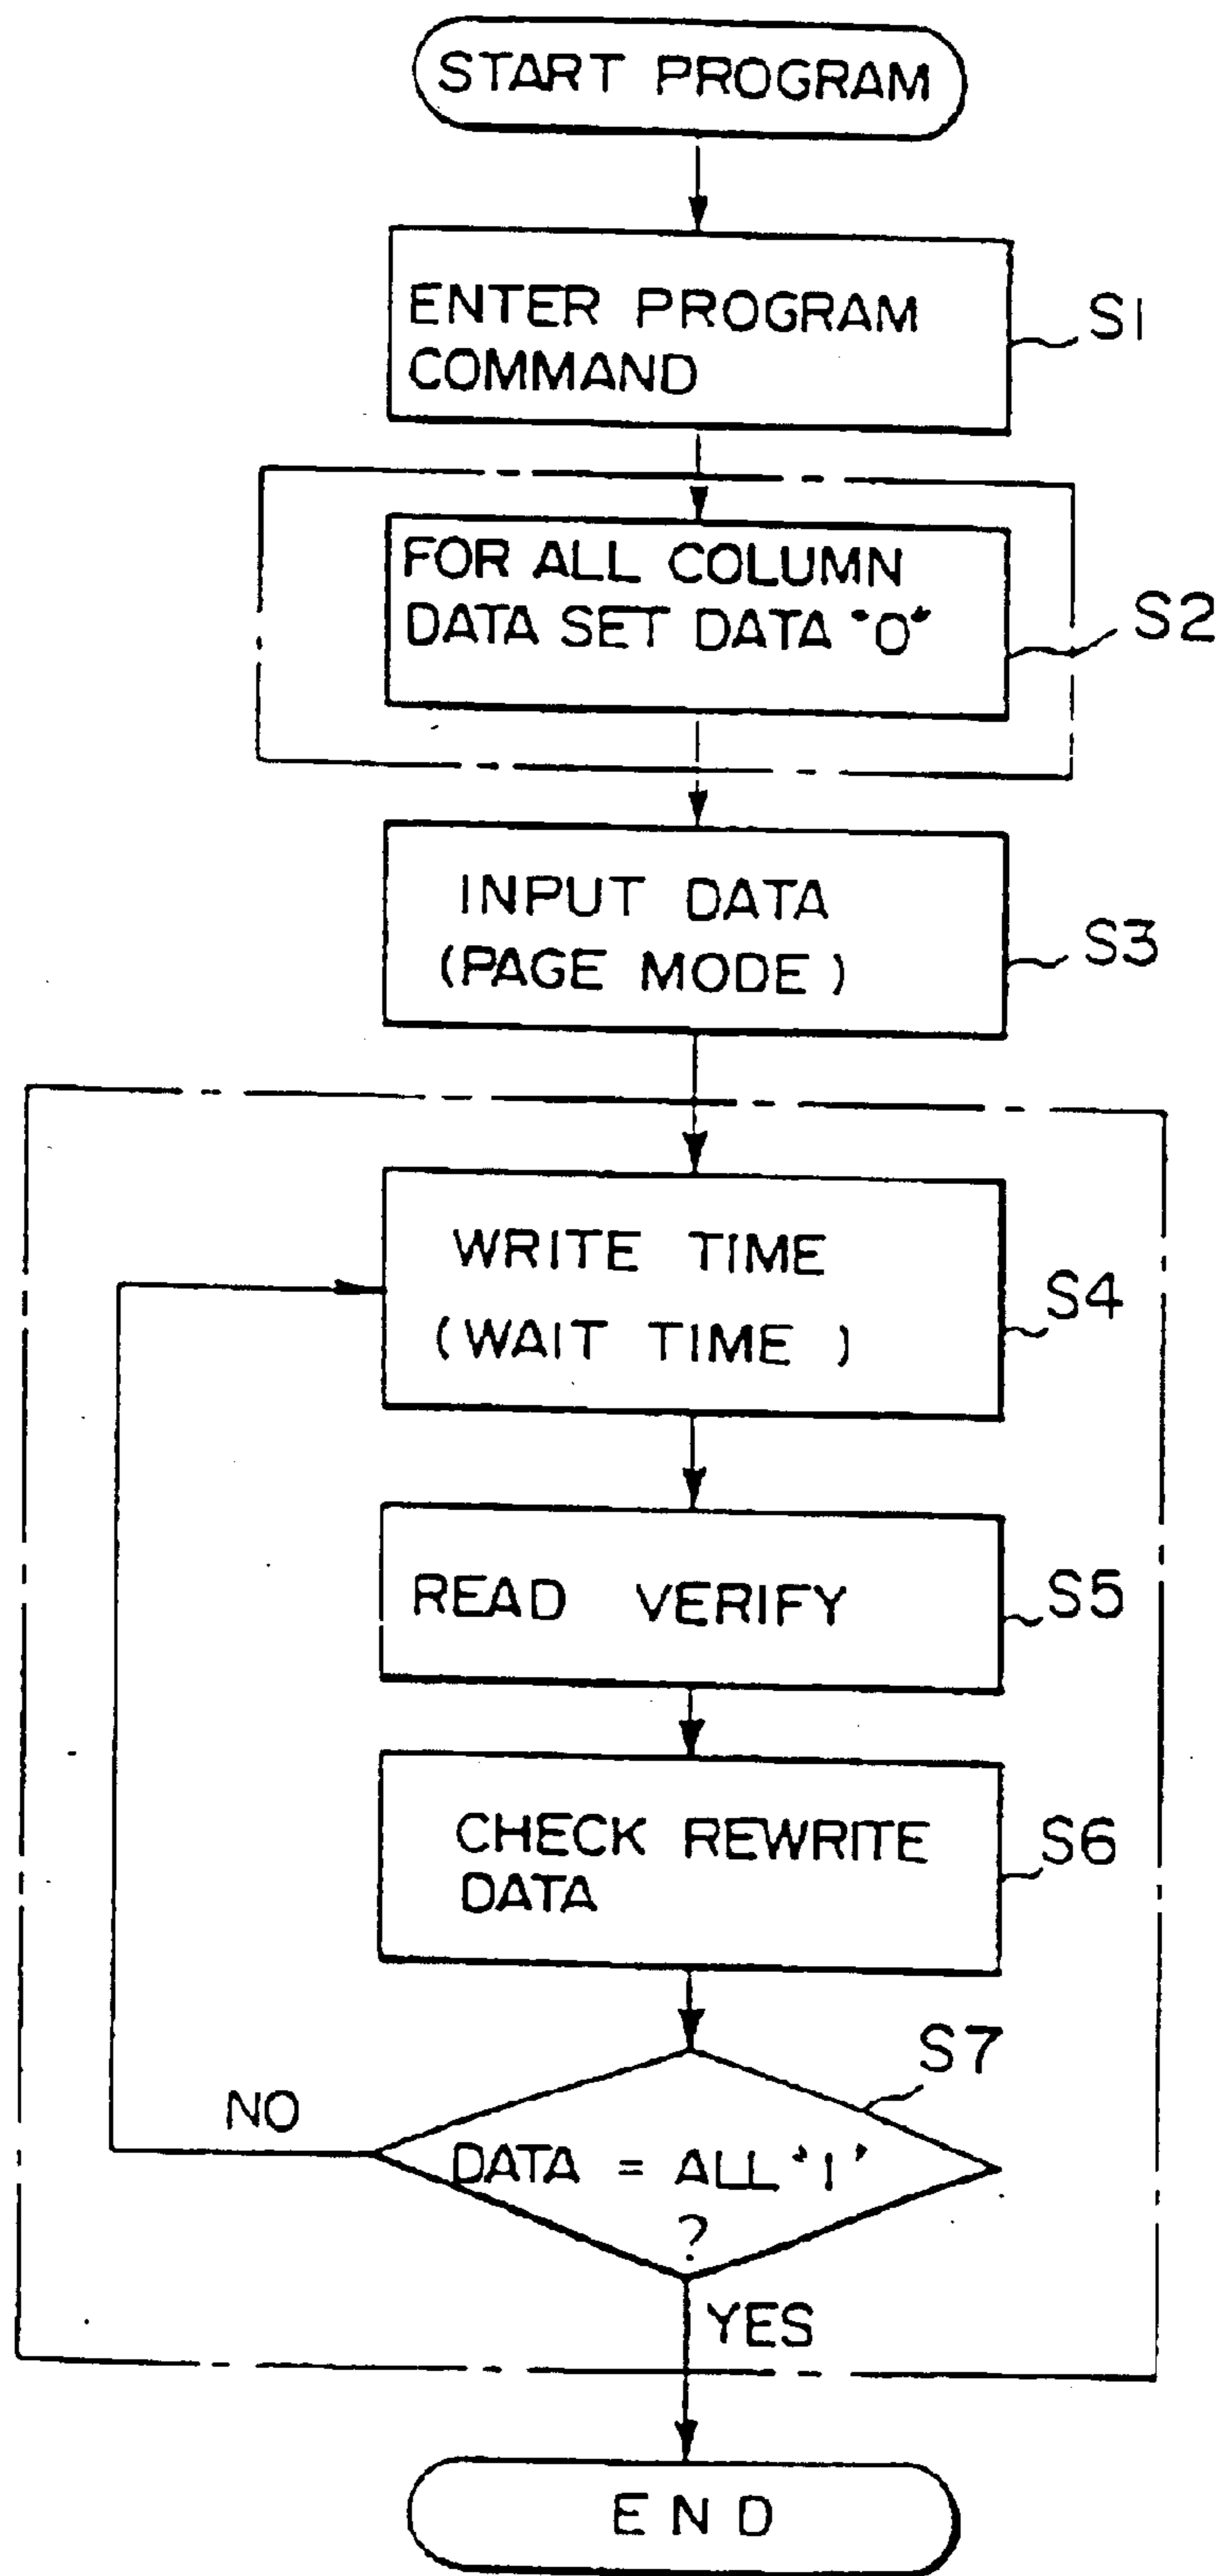 START PROGRAM
ENTER PROGRAM
COMMAND
S1
FOR ALL COLUMN
DATA SET DATA "0"
S2
INPUT DATA
(PAGE MODE)
S3
WRITE TIME
(WAIT TIME)
S4
READ VERIFY
S5
CHECK REWRITE
DATA
S6
S7
NO
DATA = ALL "1"
?
YES
END